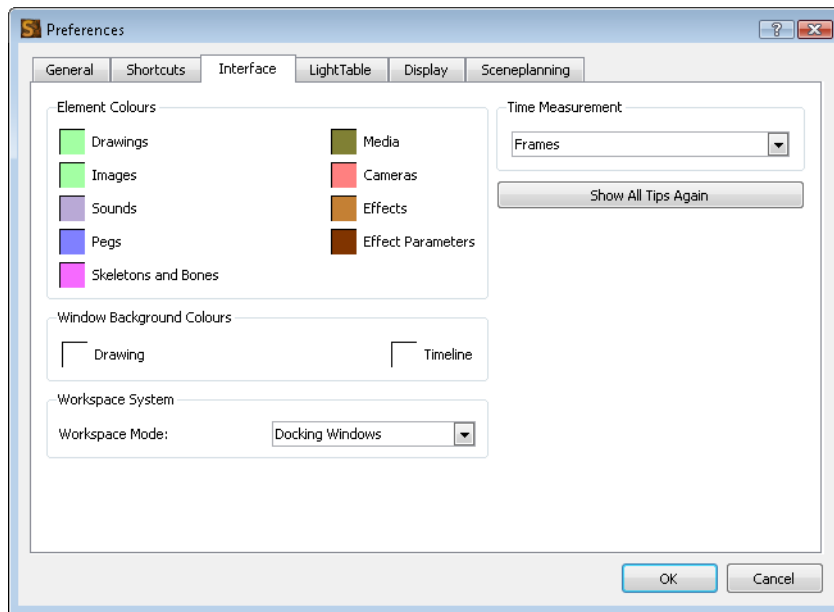 Preferences
General Shortcuts Interface LightTable Display Sceneplanning
Element Colours
Drawings Media
Images Cameras
Sounds Effects
Pegs Effect Parameters
Skeletons and Bones
Time Measurement
Frames
Show All Tips Again
Window Background Colours
Drawing Timeline
Workspace System
Workspace Mode: Docking Windows
OK Cancel